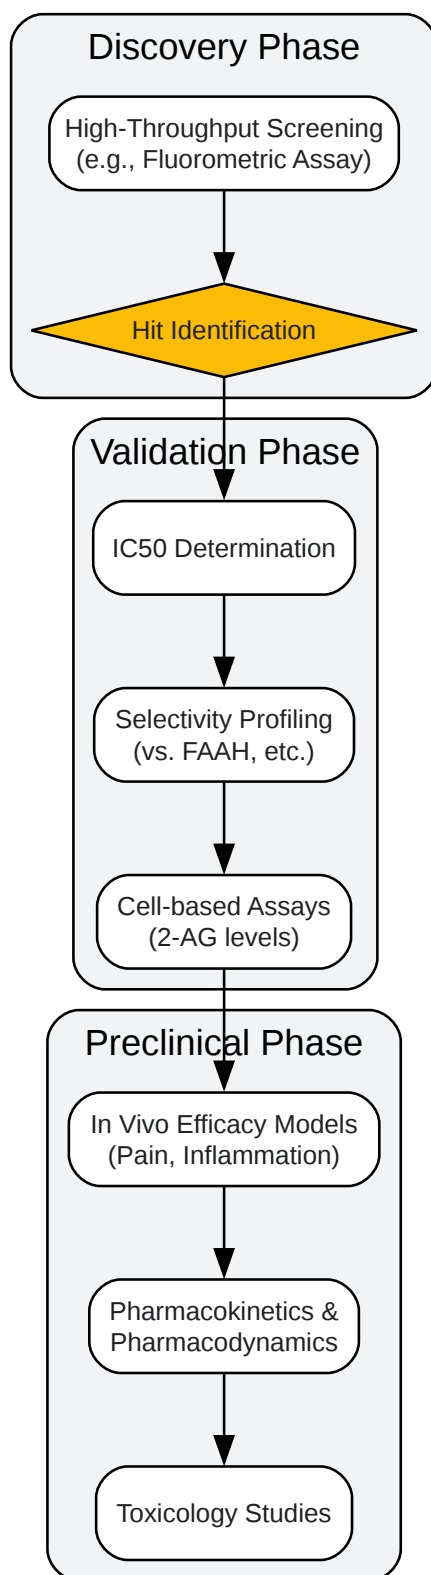 Discovery Phase
High-Throughput Screening
(e.g., Fluorometric Assay)
Hit Identification
Validation Phase
IC50 Determination
Selectivity Profiling
(vs. FAAH, etc.)
Cell-based Assays
(2-AG levels)
Preclinical Phase
In Vivo Efficacy Models
(Pain, Inflammation)
Pharmacokinetics &
Pharmacodynamics
Toxicology Studies